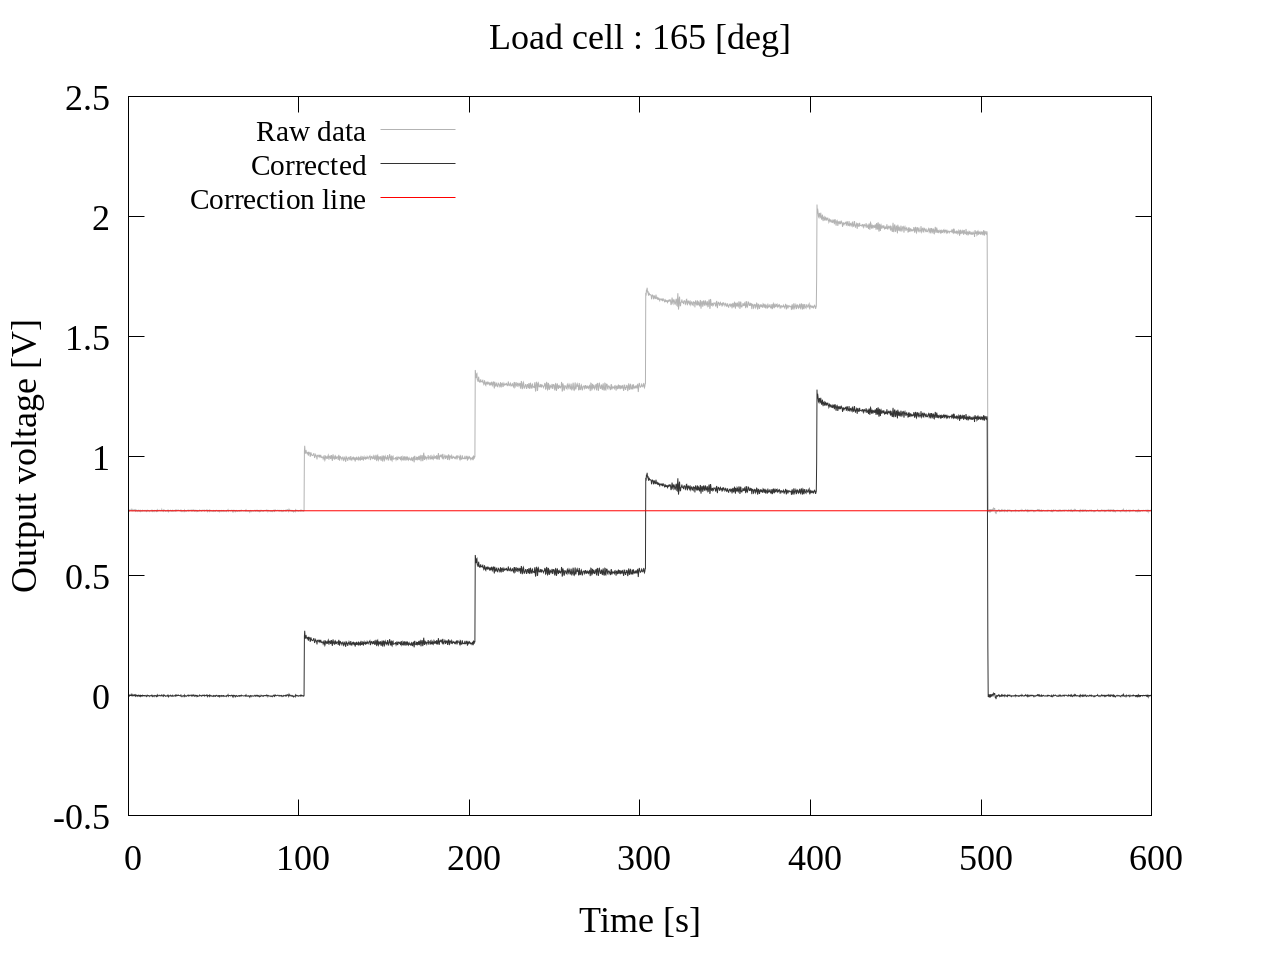 Load cell : 165 [deg]
2.5
2
1.5
1
0.5
0
-0.5
Output voltage [V]
Raw data
Corrected
Correction line
0 100 200 300 400 500 600
Time [s]